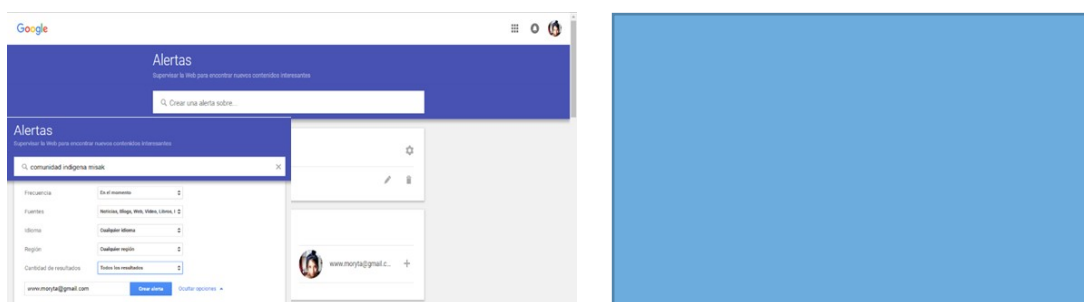 Google
Alertas
Supervisar la Web para encontrar nuevos contenidos interesantes
Crear una alerta sobre...
Alertas
Supervisar la Web para encontrar nuevos contenidos interesantes
comunidad indigena misak
Frecuencia En el momento
Fuentes Noticias, Blogs, Web, Vídeo, Libros,
Idioma Cualquier idioma
Región Cualquier región
Cantidad de resultados Todos los resultados
www.moryta@gmail.com Crear alerta Ocultar opciones
www.moryta@gmail.c...